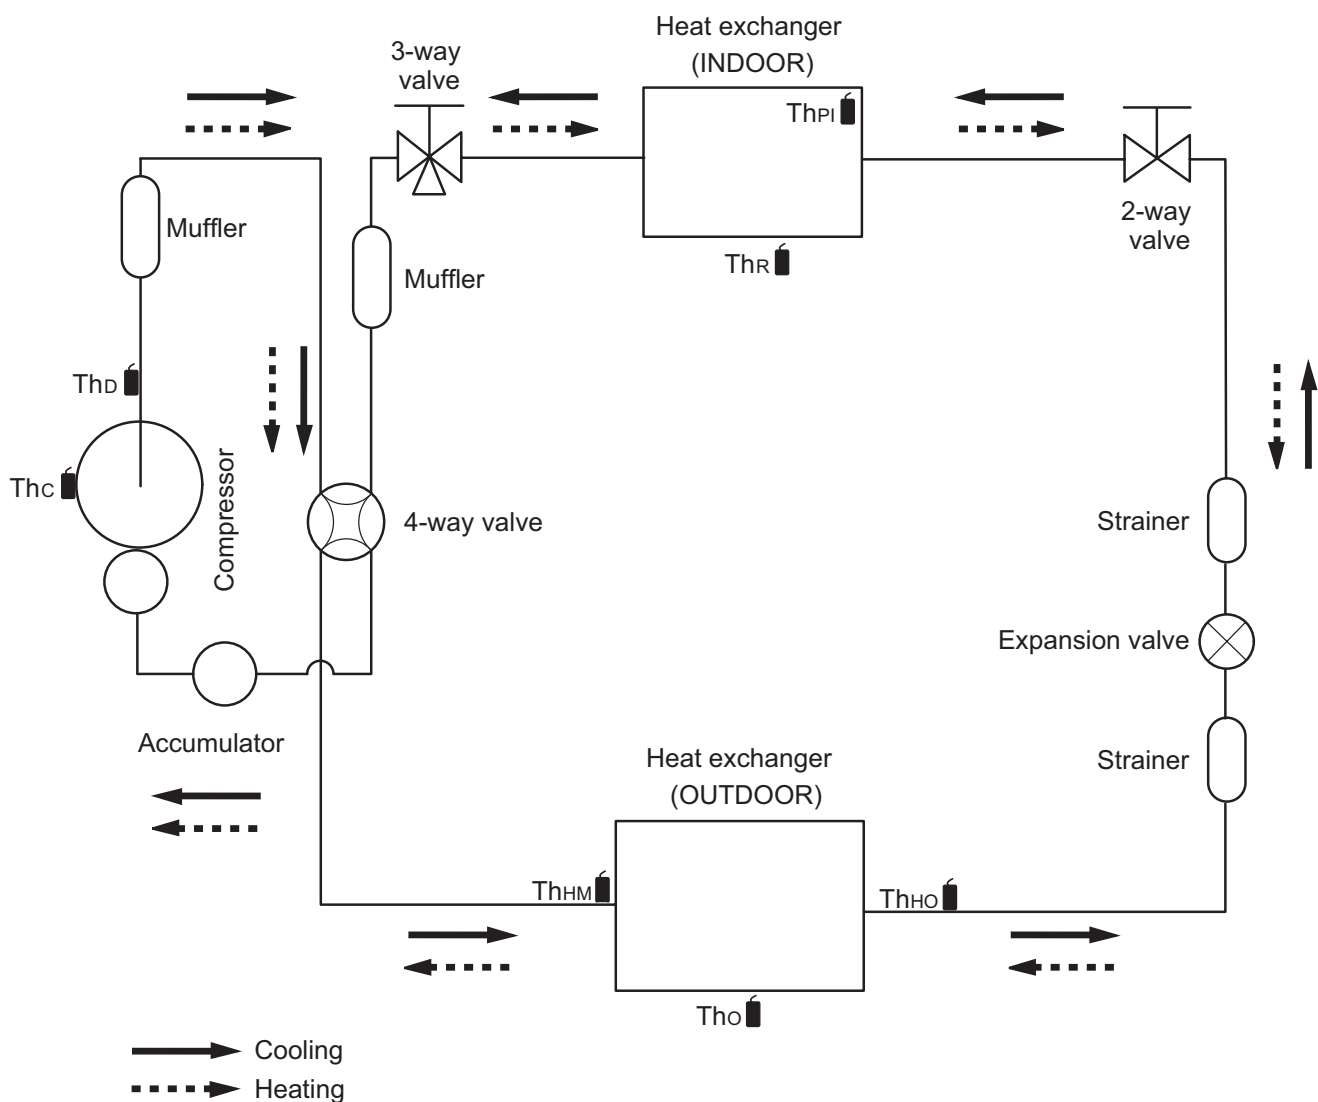 Heat exchanger
(INDOOR)
3-way
valve
ThPI
Muffler
2-way
valve
ThR
Muffler
ThD
ThC
Compressor
4-way valve
Strainer
Expansion valve
Accumulator
Heat exchanger
(OUTDOOR)
Strainer
ThHM
ThHO
ThO
Cooling
Heating